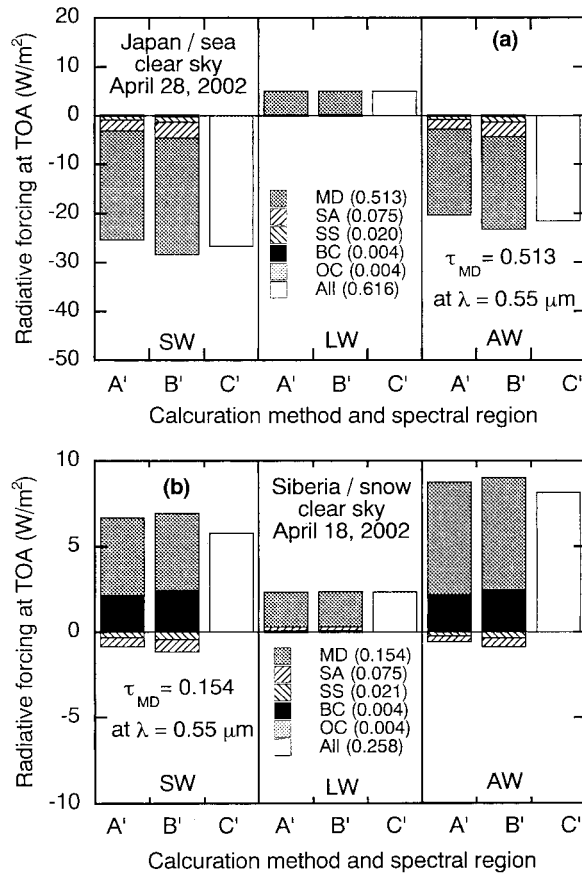 Radiative forcing at TOA (W/m²)
20
10
0
-10
-20
-30
-40
-50
Japan / sea
clear sky
April 28, 2002
(a)
MD (0.513)
SA (0.075)
SS (0.020)
BC (0.004)
OC (0.004)
All (0.616)
τMD = 0.513
at λ = 0.55 μm
SW
LW
AW
A' B' C' A' B' C' A' B' C'
Calcuration method and spectral region
Radiative forcing at TOA (W/m²)
10
5
0
-5
-10
(b)
Siberia / snow
clear sky
April 18, 2002
τMD = 0.154
at λ = 0.55 μm
MD (0.154)
SA (0.075)
SS (0.021)
BC (0.004)
OC (0.004)
All (0.258)
SW
LW
AW
A' B' C' A' B' C' A' B' C'
Calcuration method and spectral region